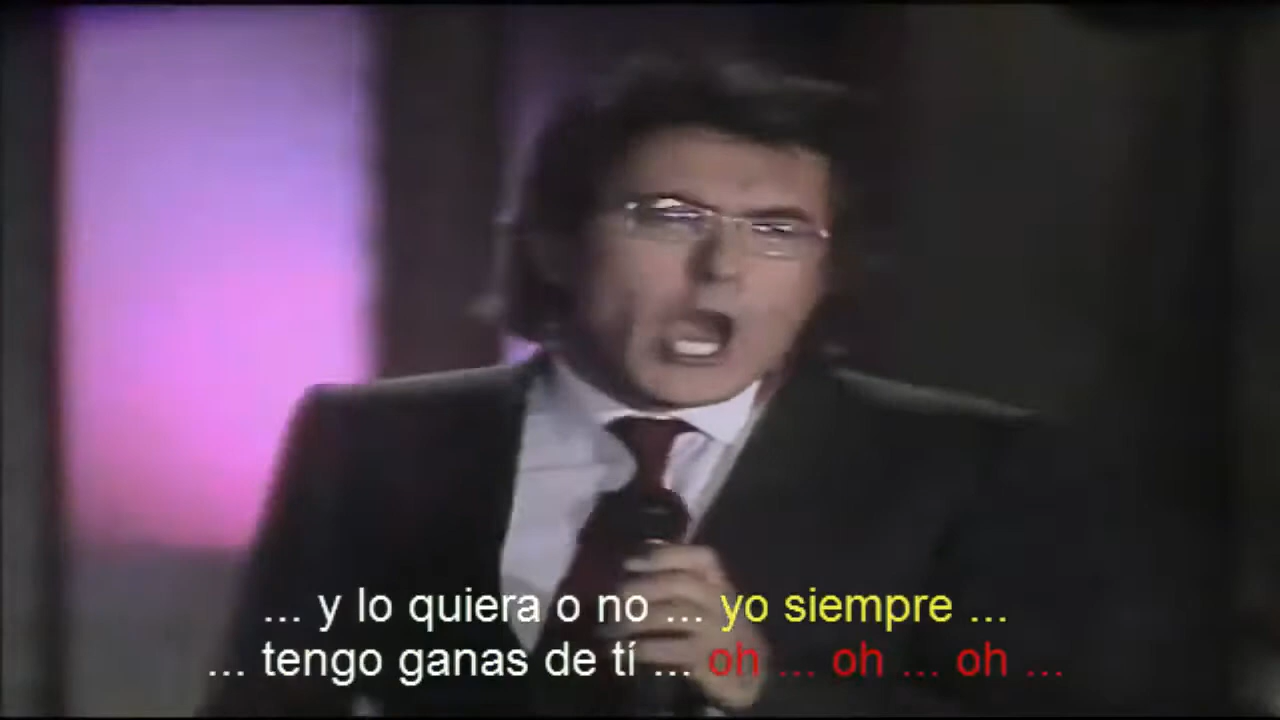 ... y lo quiera o no ... yo siempre ...
... tengo ganas de tí ... oh ... oh ... oh ...